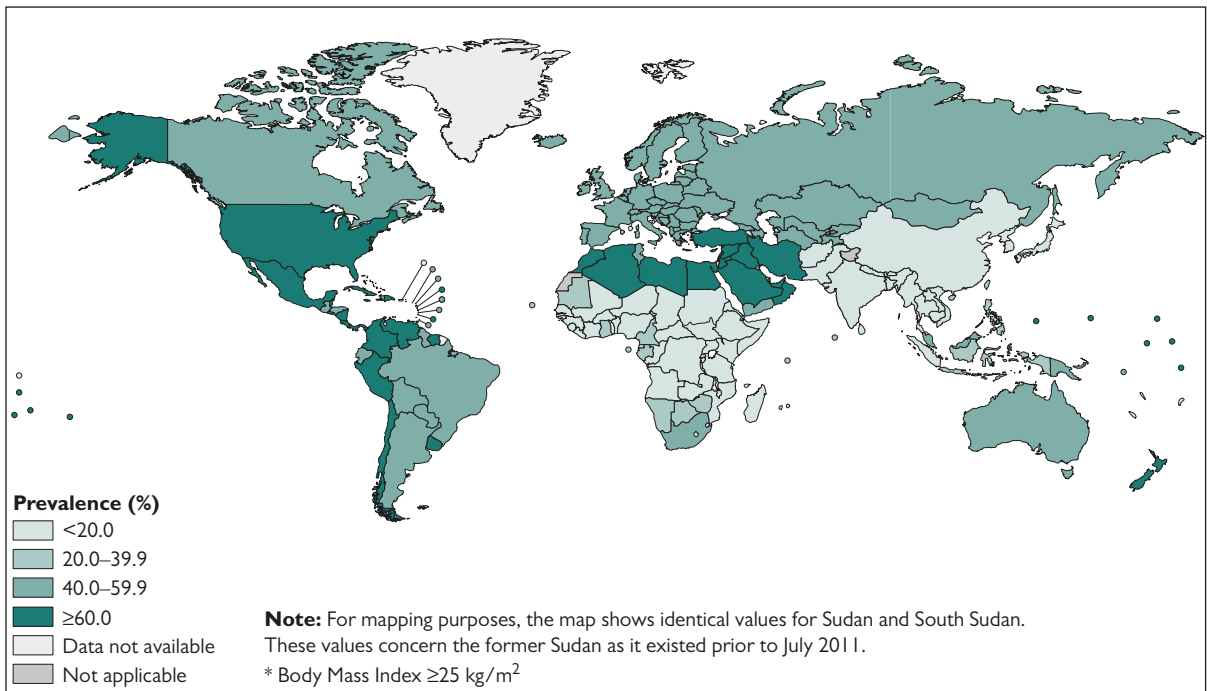 Prevalence (%)
<20.0
20.0–39.9
40.0–59.9
≥60.0
Data not available
Not applicable
Note: For mapping purposes, the map shows identical values for Sudan and South Sudan.
These values concern the former Sudan as it existed prior to July 2011.
* Body Mass Index ≥25 kg/m²